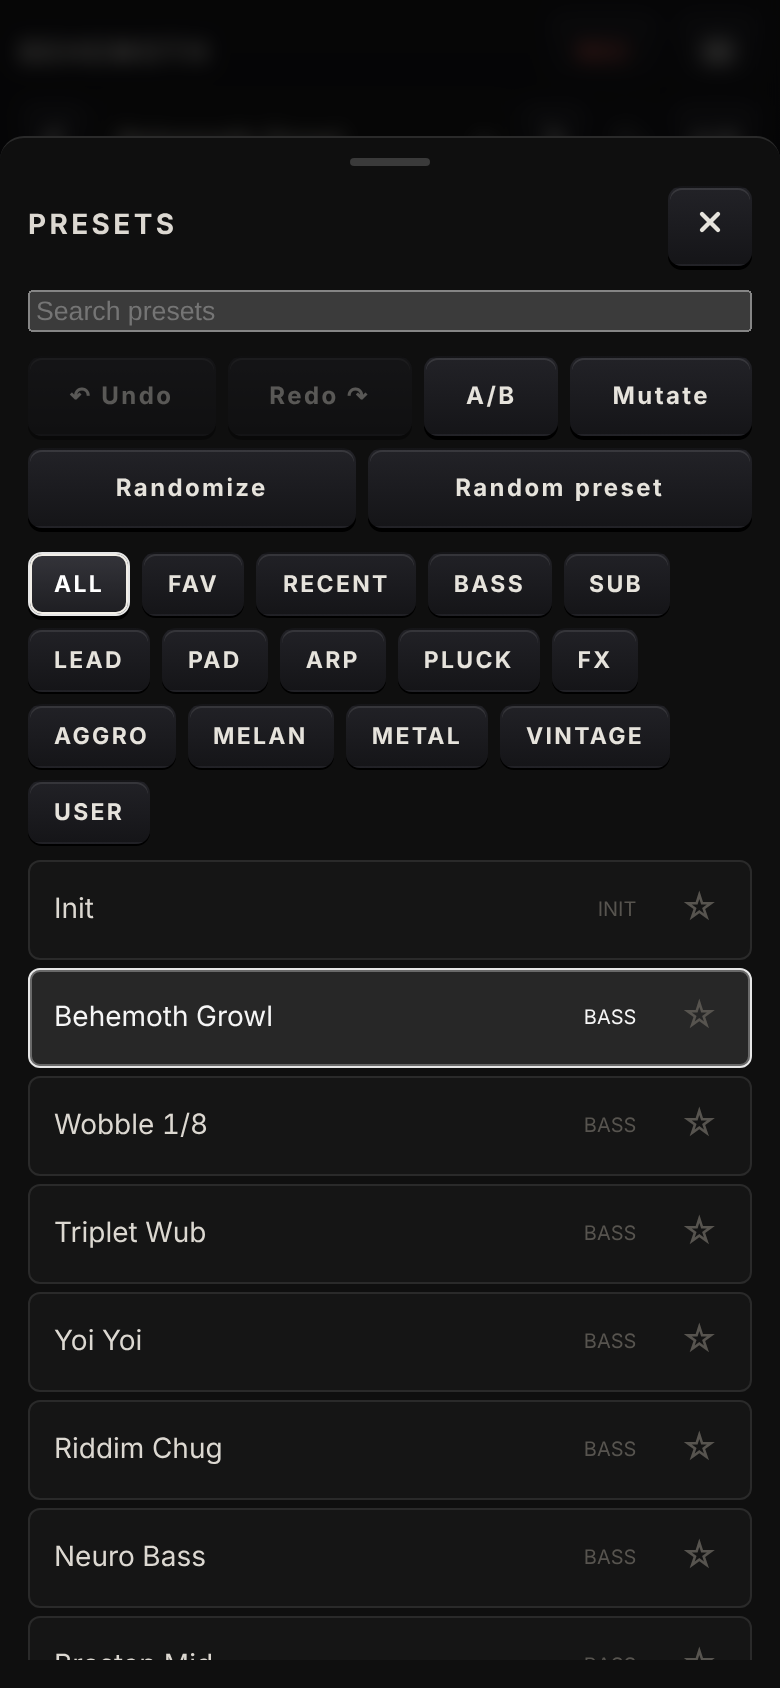 PRESETS ✕
Search presets
↶ Undo Redo ↷ A/B Mutate
Randomize Random preset
ALL FAV RECENT BASS SUB
LEAD PAD ARP PLUCK FX
AGGRO MELAN METAL VINTAGE
USER
Init INIT ☆
Behemoth Growl BASS ☆
Wobble 1/8 BASS ☆
Triplet Wub BASS ☆
Yoi Yoi BASS ☆
Riddim Chug BASS ☆
Neuro Bass BASS ☆